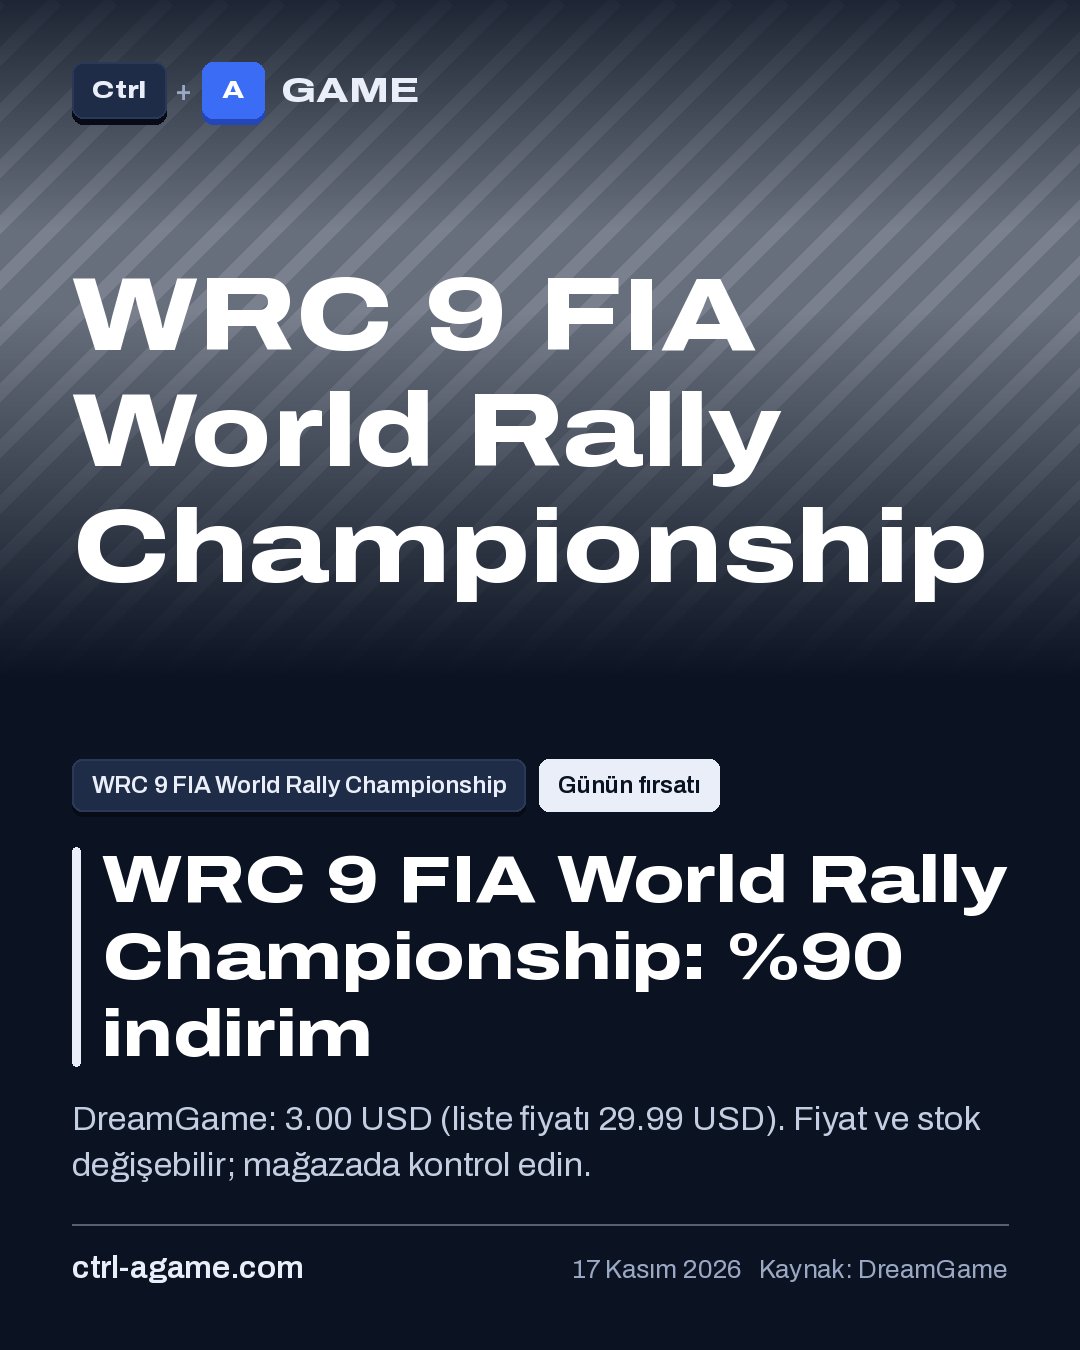 Ctrl + A GAME
WRC 9 FIA
World Rally
Championship
WRC 9 FIA World Rally Championship Günün fırsatı
WRC 9 FIA World Rally
Championship: %90
indirim
DreamGame: 3.00 USD (liste fiyatı 29.99 USD). Fiyat ve stok
değişebilir; mağazada kontrol edin.
ctrl-agame.com 17 Kasım 2026 Kaynak: DreamGame